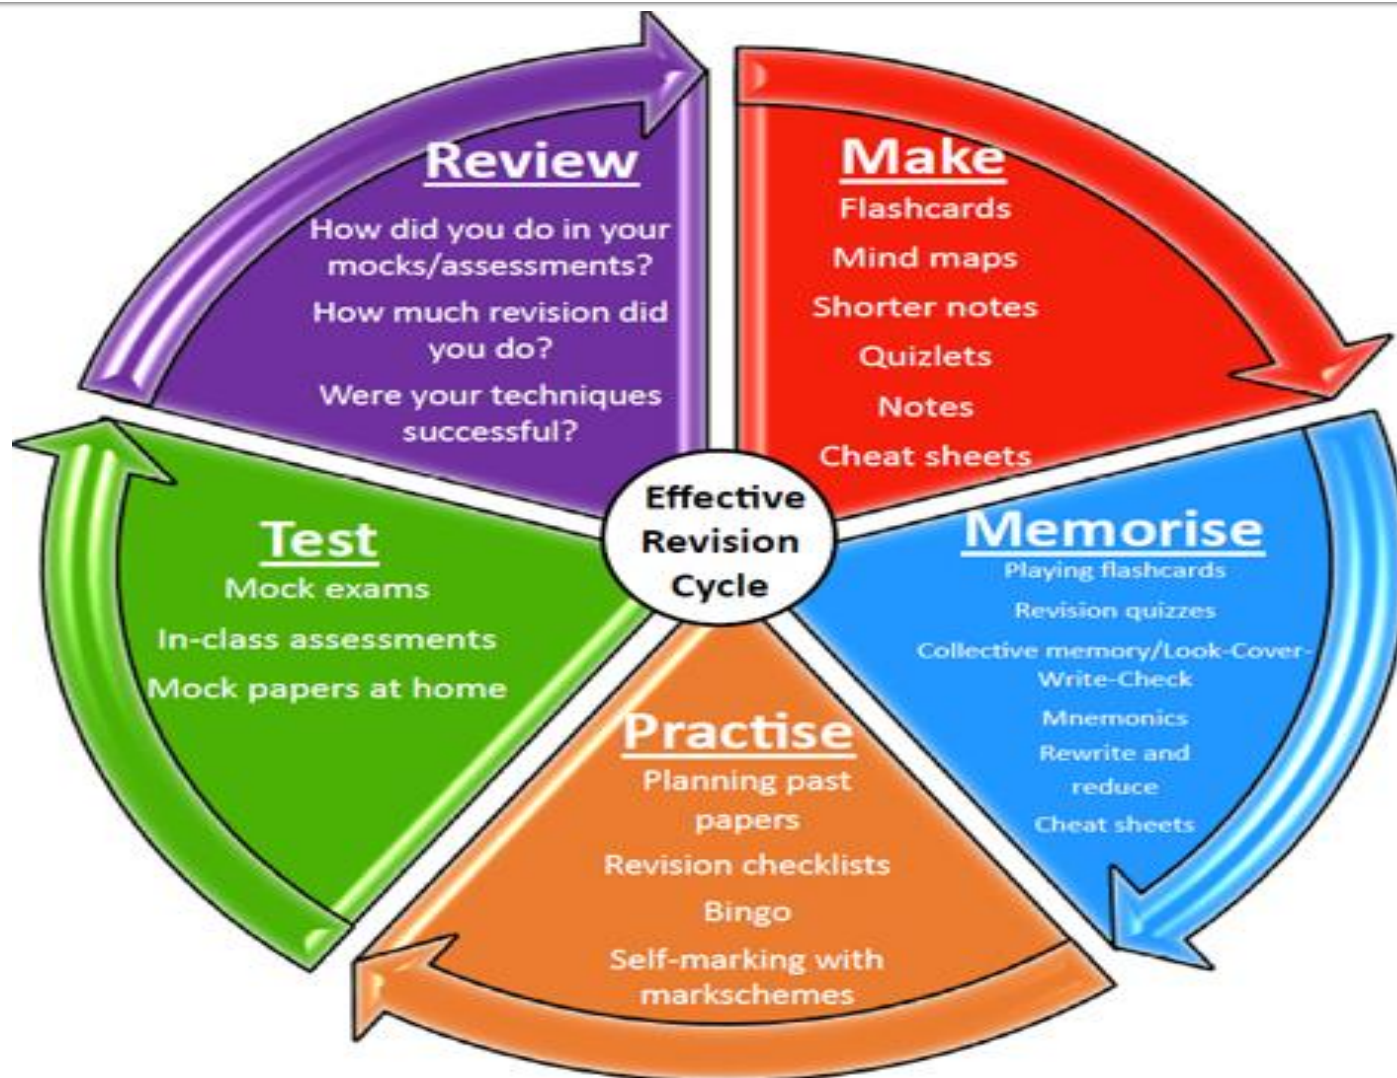 Effective
Revision
Cycle
Make
Flashcards
Mind maps
Shorter notes
Quizlets
Notes
Cheat sheets
Memorise
Playing flashcards
Revision quizzes
Collective memory/Look-Cover-
Write-Check
Mnemonics
Rewrite and
reduce
Cheat sheets
Practise
Planning past
papers
Revision checklists
Bingo
Self-marking with
markschemes
Test
Mock exams
In-class assessments
Mock papers at home
Review
How did you do in your
mocks/assessments?
How much revision did
you do?
Were your techniques
successful?